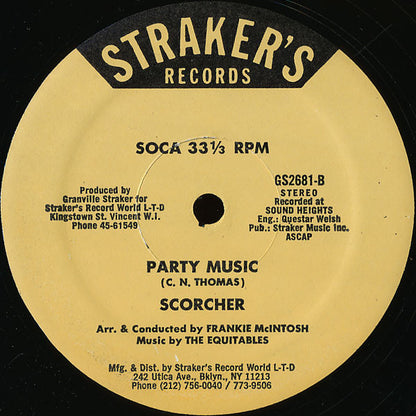 STRAKER'S
RECORDS
SOCA 33⅓ RPM
Produced by
Granville Straker for
Straker's Record World L-T-D
Kingstown St. Vincent W.I.
Phone 45-61549
GS2681-B
STEREO
Recorded at
SOUND HEIGHTS
Eng.: Questar Welsh
Pub.: Straker Music Inc.
ASCAP
PARTY MUSIC
(C. N. THOMAS)
SCORCHER
Arr. & Conducted by FRANKIE McINTOSH
Music by THE EQUITABLES
Mfg. & Dist. by Straker's Record World L-T-D
242 Utica Ave., Bklyn., NY 11213
Phone (212) 756-0040 / 773-9506